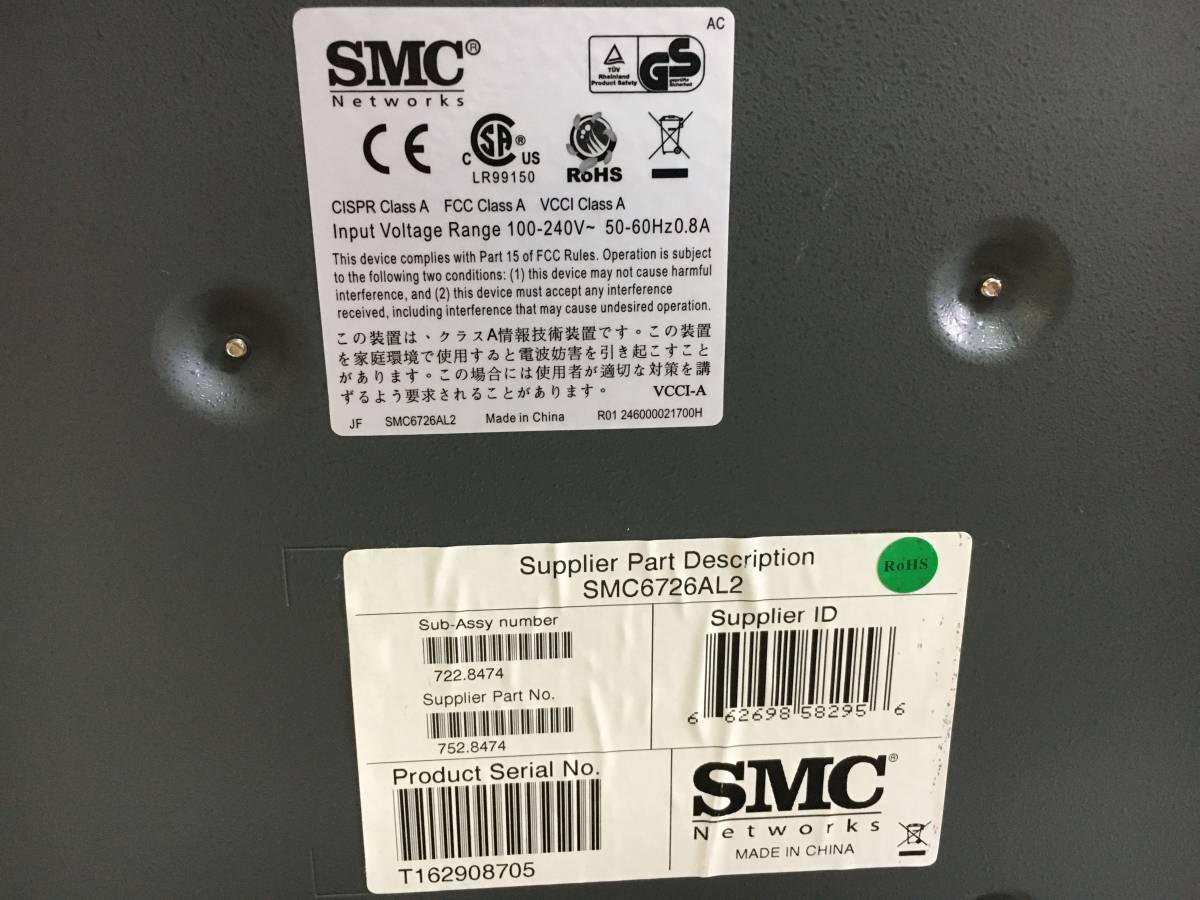 AC
SMC®
Networks
TÜV
Rheinland
Product Safety
GS
geprüfte
Sicherheit
CE
C SA® US
LR99150
RoHS
CISPR Class A FCC Class A VCCI Class A
Input Voltage Range 100-240V~ 50-60Hz0.8A
This device complies with Part 15 of FCC Rules. Operation is subject
to the following two conditions: (1) this device may not cause harmful
interference, and (2) this device must accept any interference
received, including interference that may cause undesired operation.
この装置は、クラスA情報技術装置です。この装置
を家庭環境で使用すゐと電波妨害を引き起こすこと
があります。この場合には使用者が適切な対策を講
ずるよう要求されることがあります。 VCCI-A
JF SMC6726AL2 Made in China R01 246000021700H
Supplier Part Description
SMC6726AL2
RoHS
Sub-Assy number
722.8474
Supplier Part No.
752.8474
Supplier ID
6 62698 58295 6
Product Serial No.
T162908705
SMC®
Networks
MADE IN CHINA